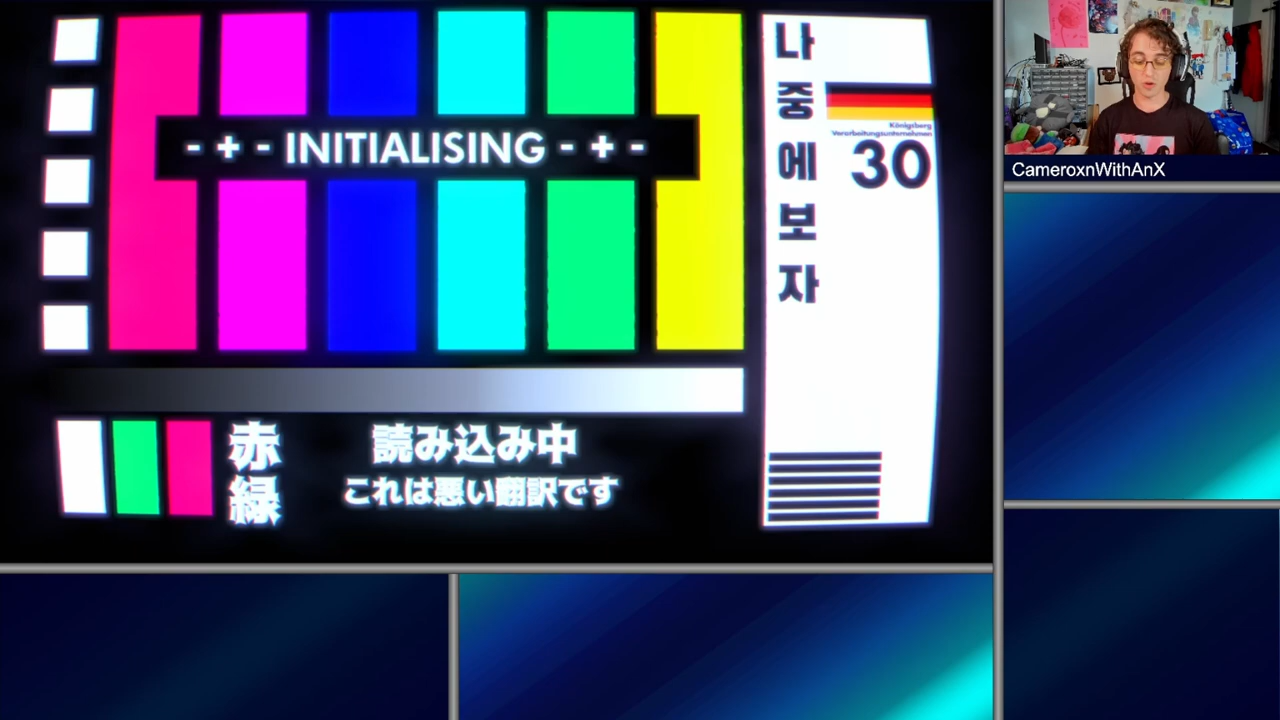 - + - INITIALISING - + -
나중에보자
Königsberg
Verarbeitungsunternehmen
30
赤
緑
読み込み中
これは悪い翻訳です
CameroxnWithAnX